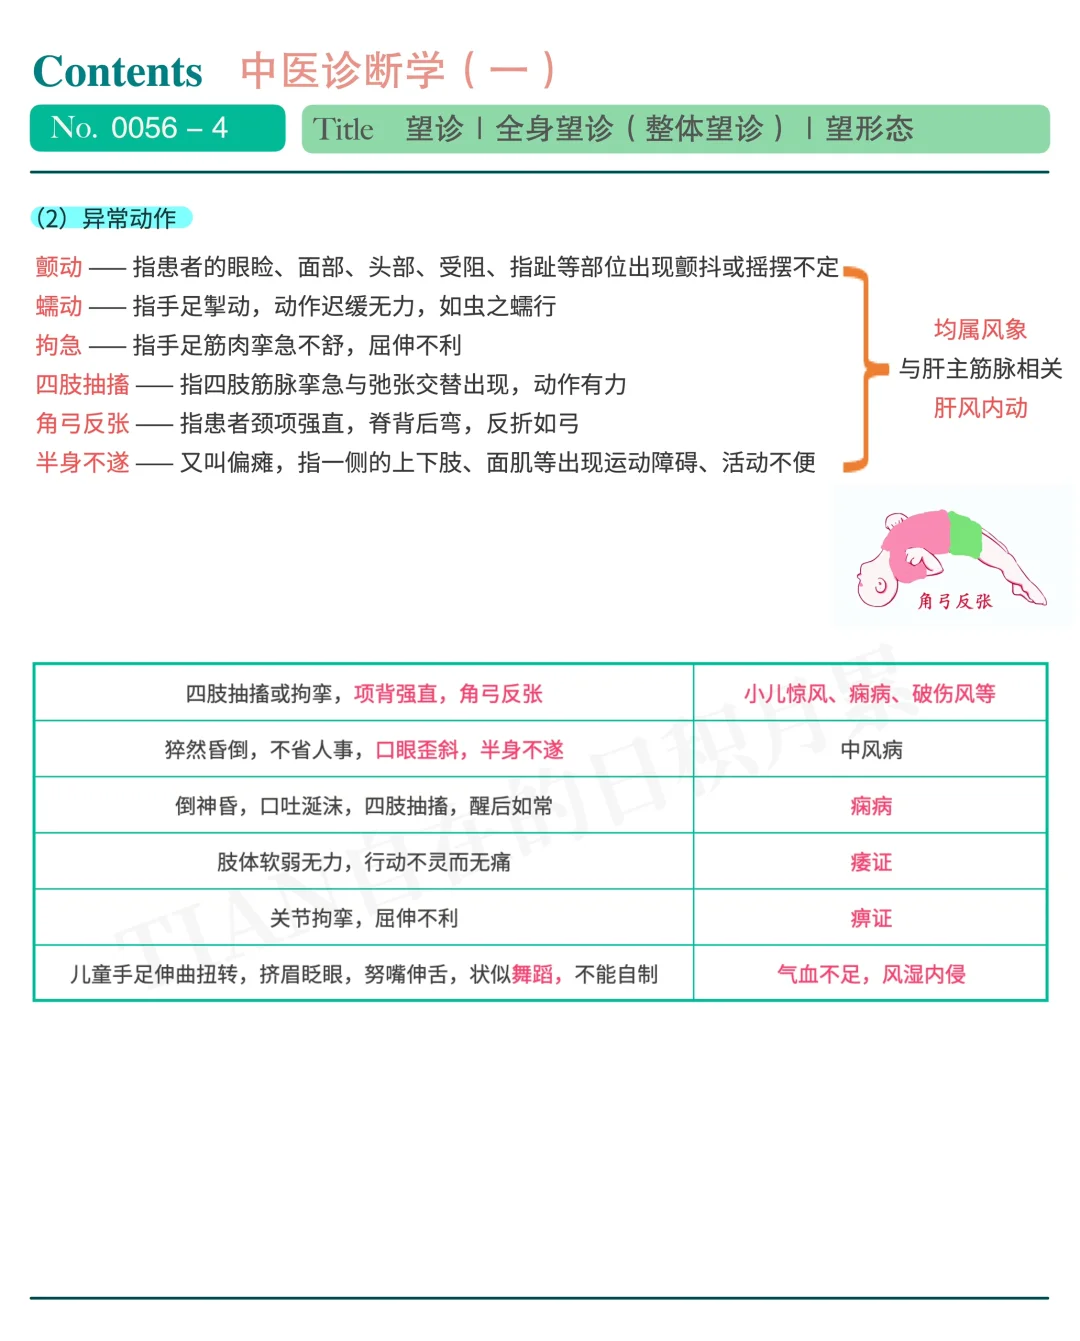 Contents 中医诊断学（一）
No. 0056 – 4
Title 望诊 | 全身望诊（整体望诊）| 望形态
（2）异常动作
颤动 —— 指患者的眼睑、面部、头部、受阻、指趾等部位出现颤抖或摇摆不定
蠕动 —— 指手足掣动，动作迟缓无力，如虫之蠕行
拘急 —— 指手足筋肉挛急不舒，屈伸不利
四肢抽搐 —— 指四肢筋脉挛急与弛张交替出现，动作有力
角弓反张 —— 指患者颈项强直，脊背后弯，反折如弓
半身不遂 —— 又叫偏瘫，指一侧的上下肢、面肌等出现运动障碍、活动不便
均属风象
与肝主筋脉相关
肝风内动
角弓反张
四肢抽搐或拘挛，项背强直，角弓反张 小儿惊风、痫病、破伤风等
猝然昏倒，不省人事，口眼歪斜，半身不遂 中风病
倒神昏，口吐涎沫，四肢抽搐，醒后如常 痫病
肢体软弱无力，行动不灵而无痛 痿证
关节拘挛，屈伸不利 痹证
儿童手足伸曲扭转，挤眉眨眼，努嘴伸舌，状似舞蹈，不能自制 气血不足，风湿内侵
TIAN自在的日积月累